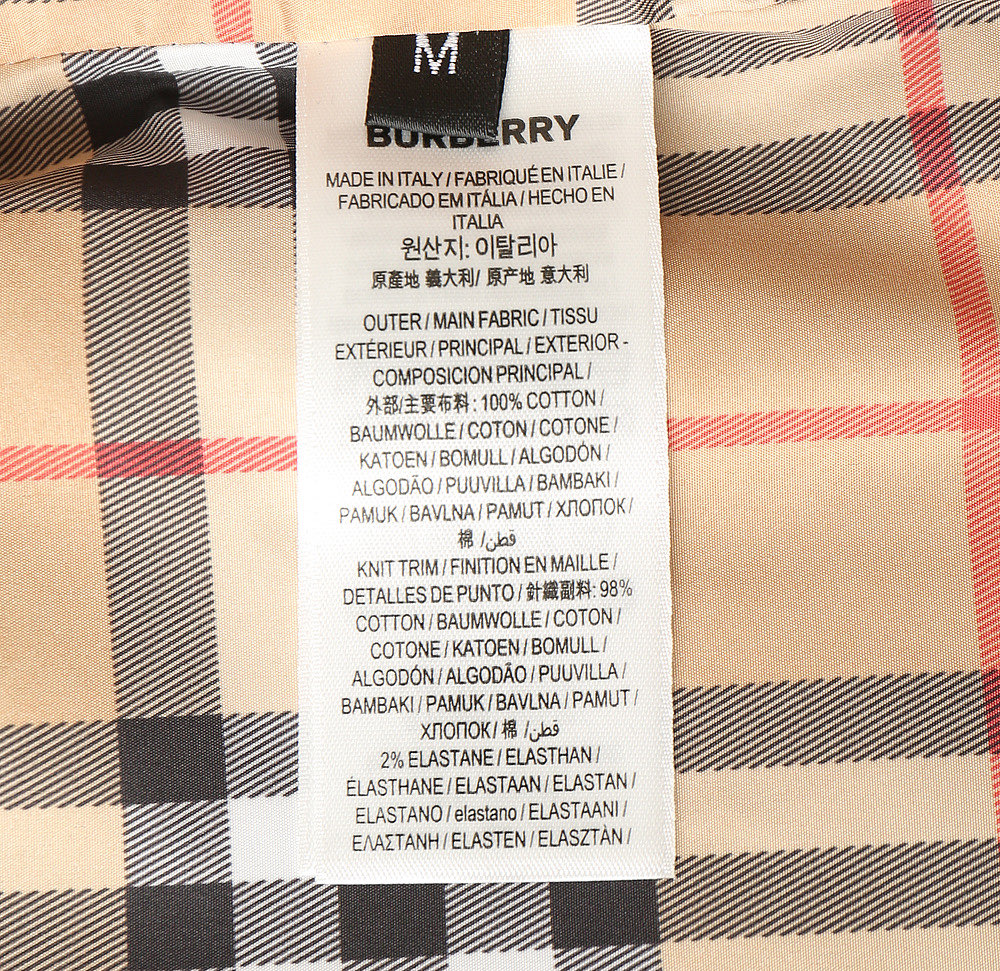 M
BURBERRY
MADE IN ITALY / FABRIQUÉ EN ITALIE /
FABRICADO EM ITÁLIA / HECHO EN
ITALIA
원산지: 이탈리아
原產地 義大利/ 原产地 意大利
OUTER / MAIN FABRIC / TISSU
EXTÉRIEUR / PRINCIPAL / EXTERIOR -
COMPOSICION PRINCIPAL /
外部/主要布料: 100% COTTON /
BAUMWOLLE / COTON / COTONE /
KATOEN / BOMULL / ALGODÓN /
ALGODÃO / PUUVILLA / BAMBAKI /
PAMUK / BAVLNA / PAMUT / ХЛОПОК /
棉 / قطن
KNIT TRIM / FINITION EN MAILLE /
DETALLES DE PUNTO / 針織副料: 98%
COTTON / BAUMWOLLE / COTON /
COTONE / KATOEN / BOMULL /
ALGODÓN / ALGODÃO / PUUVILLA /
BAMBAKI / PAMUK / BAVLNA / PAMUT /
ХЛОПОК / 棉 / قطن
2% ELASTANE / ELASTHAN /
ÉLASTHANE / ELASTAAN / ELASTAN /
ELASTANO / elastano / ELASTAANI /
ΕΛΑΣΤΑΝΗ / ELASTEN / ELASZTÀN /